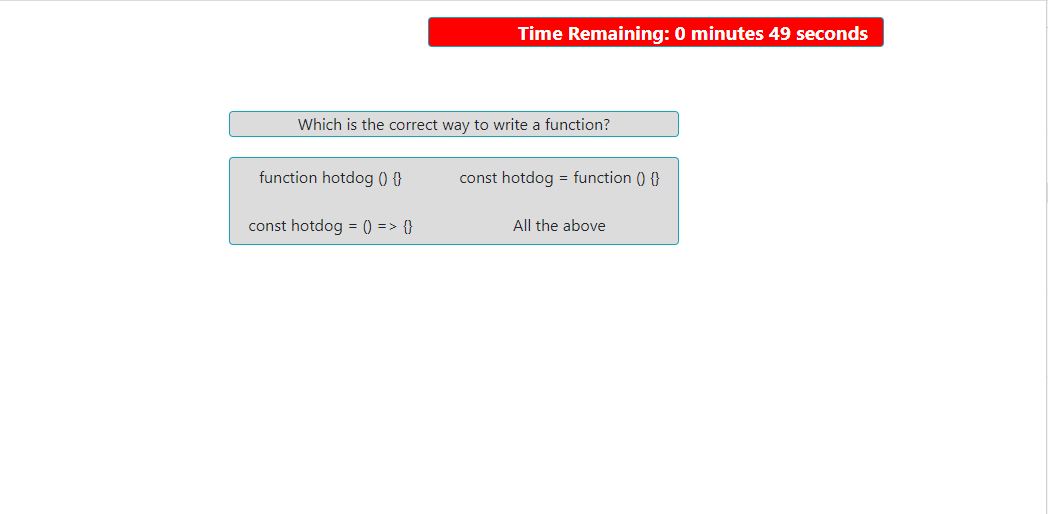 Time Remaining: 0 minutes 49 seconds
Which is the correct way to write a function?
function hotdog () {}
const hotdog = function () {}
const hotdog = () => {}
All the above